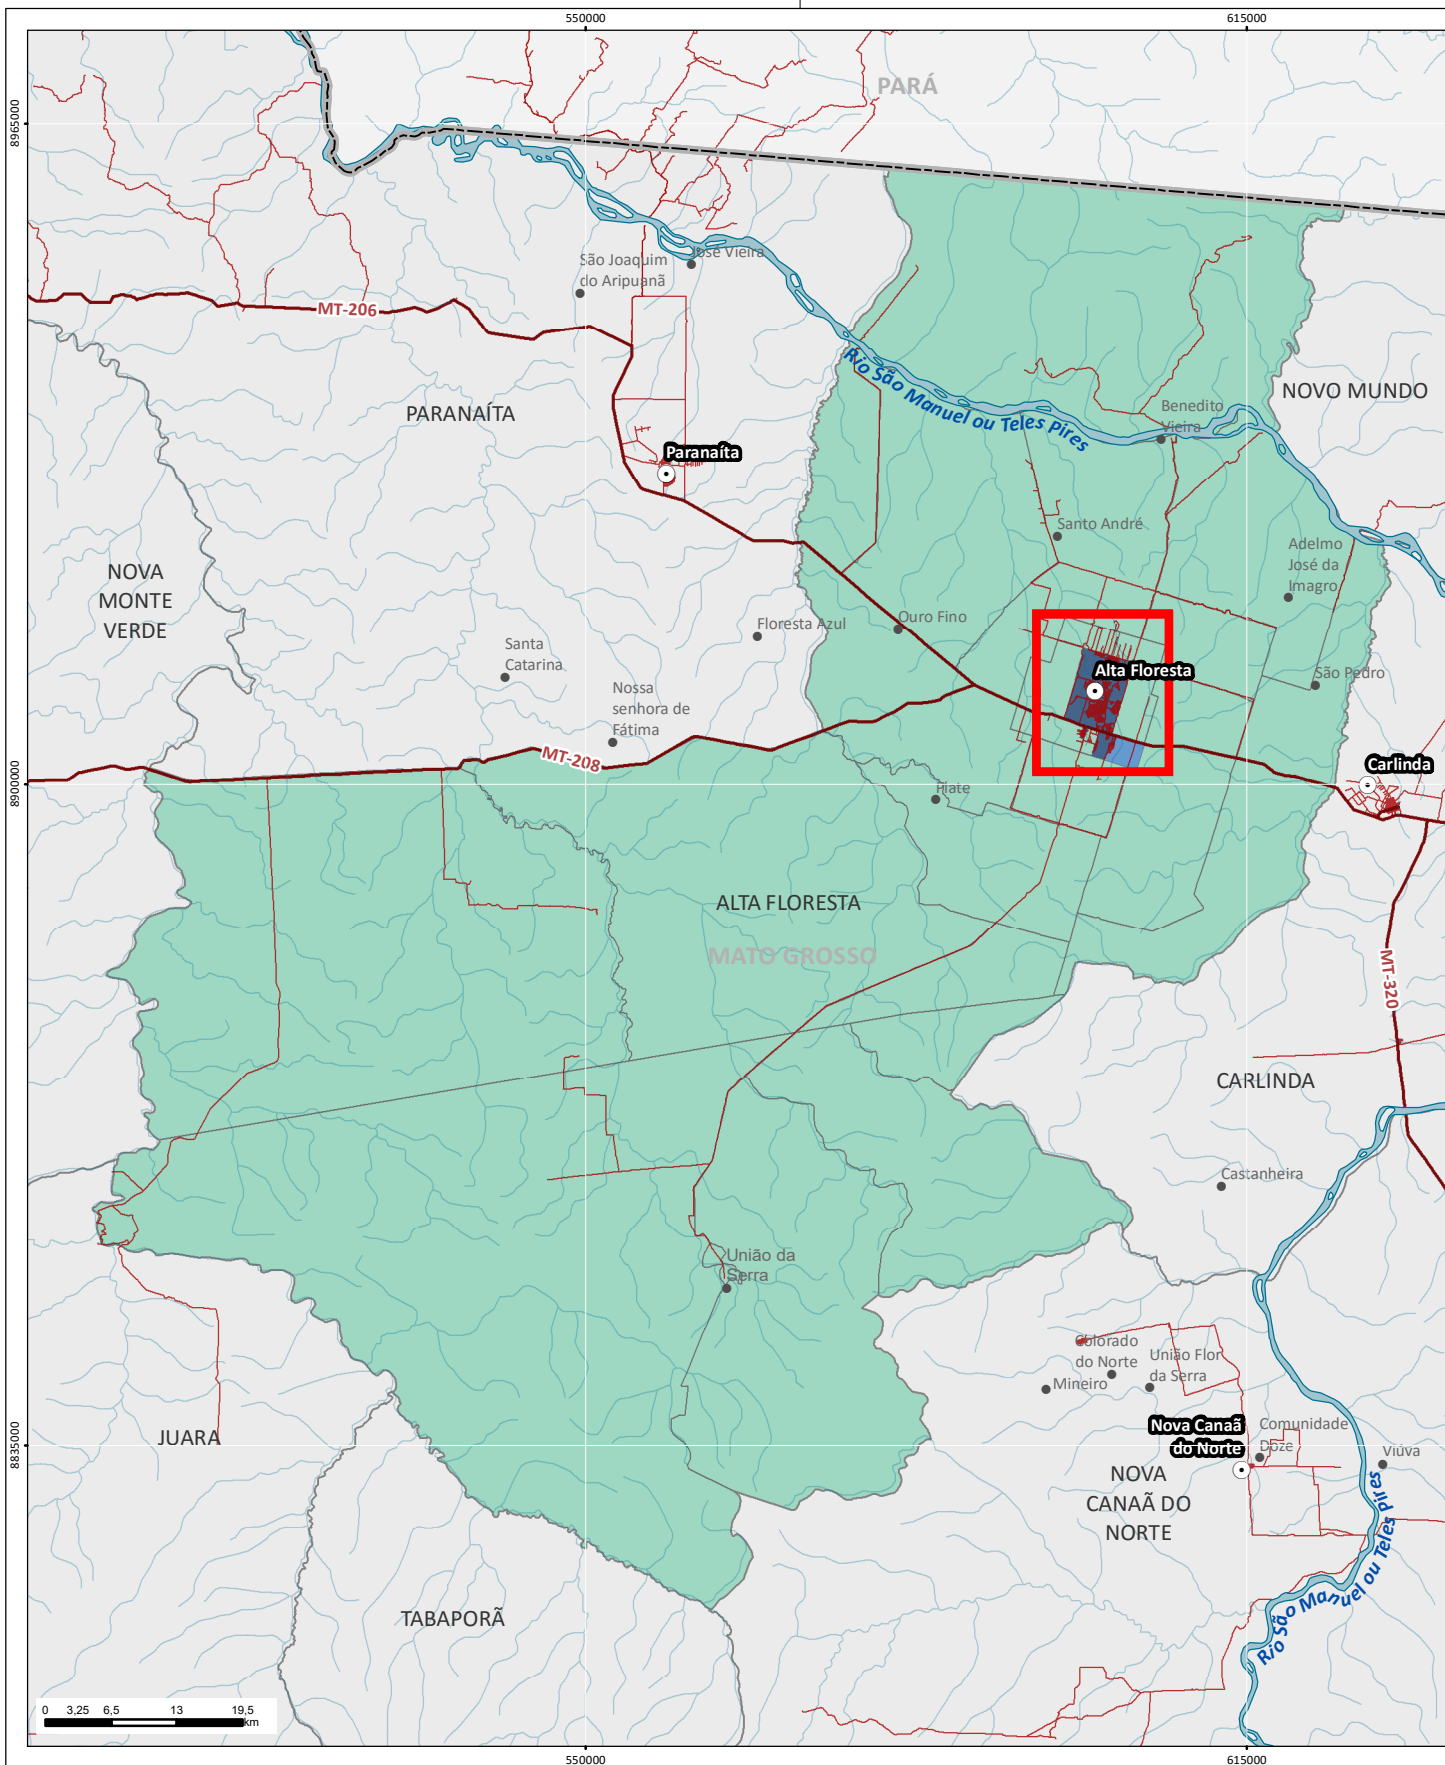 550000
615000
PARÁ
8965000
José Vieira
São Joaquim
do Aripuanã
MT-206
Rio São Manuel ou Teles Pires
NOVO MUNDO
PARANAÍTA
Benedito
Vieira
Paranaíta
Santo André
Adelmo
José da
Imagro
NOVA
MONTE
VERDE
Ouro Fino
Floresta Azul
Santa
Catarina
Alta Floresta
São Pedro
Nossa
senhora de
Fátima
MT-208
Carlinda
8900000
Piate
ALTA FLORESTA
MATO GROSSO
MT-320
CARLINDA
Castanheira
União da
Serra
Colorado
do Norte
União Flor
da Serra
Mineiro
Nova Canaã
do Norte
Comunidade
Doze
JUARA
8835000
Viúva
NOVA
CANAÃ DO
NORTE
Rio São Manuel ou Teles Pires
TABAPORÃ
0 3,25 6,5 13 19,5
km
550000
615000